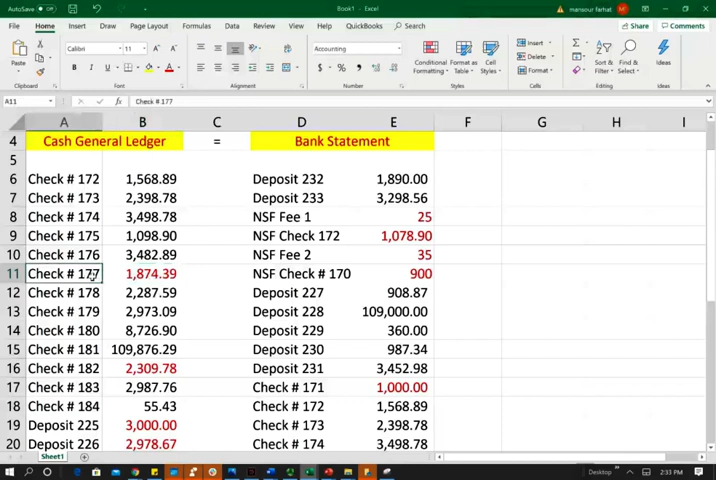 AutoSave Off
Book1 - Excel
mansour farhat MF
File Home Insert Draw Page Layout Formulas Data Review View Help QuickBooks Search Share Comments
Paste
Calibri 11
Accounting
Conditional Formatting
Format as Table
Cell Styles
Insert
Delete
Format
Sort & Filter
Find & Select
Ideas
Clipboard Font Alignment Number Styles Cells Editing Ideas
A11 fx Check # 177
A B C D E F G H I
4 Cash General Ledger = Bank Statement
5
6 Check # 172 1,568.89 Deposit 232 1,890.00
7 Check # 173 2,398.78 Deposit 233 3,298.56
8 Check # 174 3,498.78 NSF Fee 1 25
9 Check # 175 1,098.90 NSF Check 172 1,078.90
10 Check # 176 3,482.89 NSF Fee 2 35
11 Check # 177 1,874.39 NSF Check # 170 900
12 Check # 178 2,287.59 Deposit 227 908.87
13 Check # 179 2,973.09 Deposit 228 109,000.00
14 Check # 180 8,726.90 Deposit 229 360.00
15 Check # 181 109,876.29 Deposit 230 987.34
16 Check # 182 2,309.78 Deposit 231 3,452.98
17 Check # 183 2,987.76 Check # 171 1,000.00
18 Check # 184 55.43 Check # 172 1,568.89
19 Deposit 225 3,000.00 Check # 173 2,398.78
20 Deposit 226 2,978.67 Check # 174 3,498.78
Sheet1
Desktop 2:33 PM